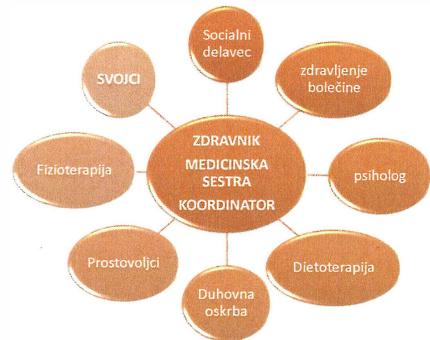 Socialni
delavec
zdravljenje
bolečine
psiholog
Dietoterapija
Duhovna
oskrba
Prostovoljci
Fizioterapija
SVOJCI
ZDRAVNIK
MEDICINSKA
SESTRA
KOORDINATOR